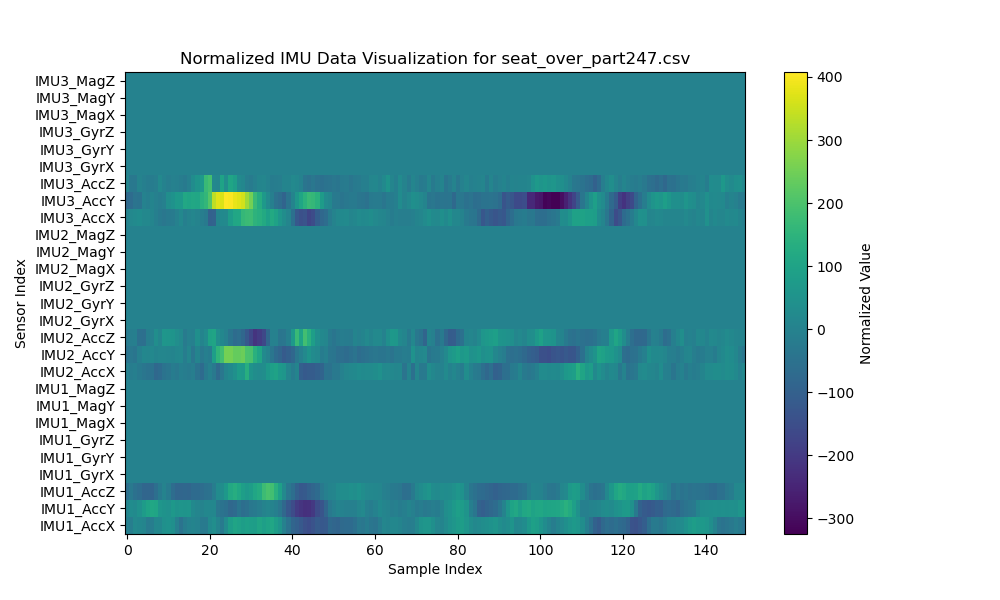 Normalized IMU Data Visualization for seat_over_part247.csv
IMU3_MagZ
IMU3_MagY
IMU3_MagX
IMU3_GyrZ
IMU3_GyrY
IMU3_GyrX
IMU3_AccZ
IMU3_AccY
IMU3_AccX
IMU2_MagZ
IMU2_MagY
IMU2_MagX
IMU2_GyrZ
IMU2_GyrY
IMU2_GyrX
IMU2_AccZ
IMU2_AccY
IMU2_AccX
IMU1_MagZ
IMU1_MagY
IMU1_MagX
IMU1_GyrZ
IMU1_GyrY
IMU1_GyrX
IMU1_AccZ
IMU1_AccY
IMU1_AccX
Sensor Index
0 20 40 60 80 100 120 140
Sample Index
400
300
200
100
0
−100
−200
−300
Normalized Value